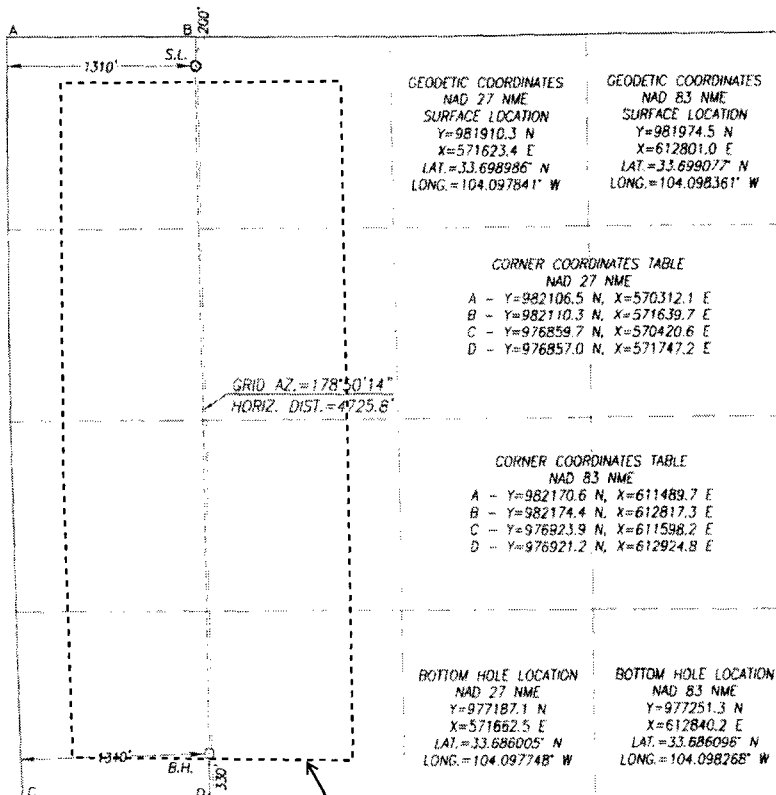 A
B
200'
S.L.
1310'
GEODETIC COORDINATES
NAD 27 NME
SURFACE LOCATION
Y=981910.3 N
X=571623.4 E
LAT.=33.698986° N
LONG.=104.097841° W
GEODETIC COORDINATES
NAD 83 NME
SURFACE LOCATION
Y=981974.5 N
X=612801.0 E
LAT.=33.699077° N
LONG.=104.098361° W
CORNER COORDINATES TABLE
NAD 27 NME
A - Y=982106.5 N, X=570312.1 E
B - Y=982110.3 N, X=571639.7 E
C - Y=976859.7 N, X=570420.6 E
D - Y=976857.0 N, X=571747.2 E
GRID AZ.=178°50'14"
HORIZ. DIST.=4725.8'
CORNER COORDINATES TABLE
NAD 83 NME
A - Y=982170.6 N, X=611489.7 E
B - Y=982174.4 N, X=612817.3 E
C - Y=976923.9 N, X=611598.2 E
D - Y=976921.2 N, X=612924.8 E
BOTTOM HOLE LOCATION
NAD 27 NME
Y=977187.1 N
X=571662.5 E
LAT.=33.686005° N
LONG.=104.097748° W
BOTTOM HOLE LOCATION
NAD 83 NME
Y=977251.3 N
X=612840.2 E
LAT.=33.686096° N
LONG.=104.098268° W
1310'
B.H.
330'
C
D